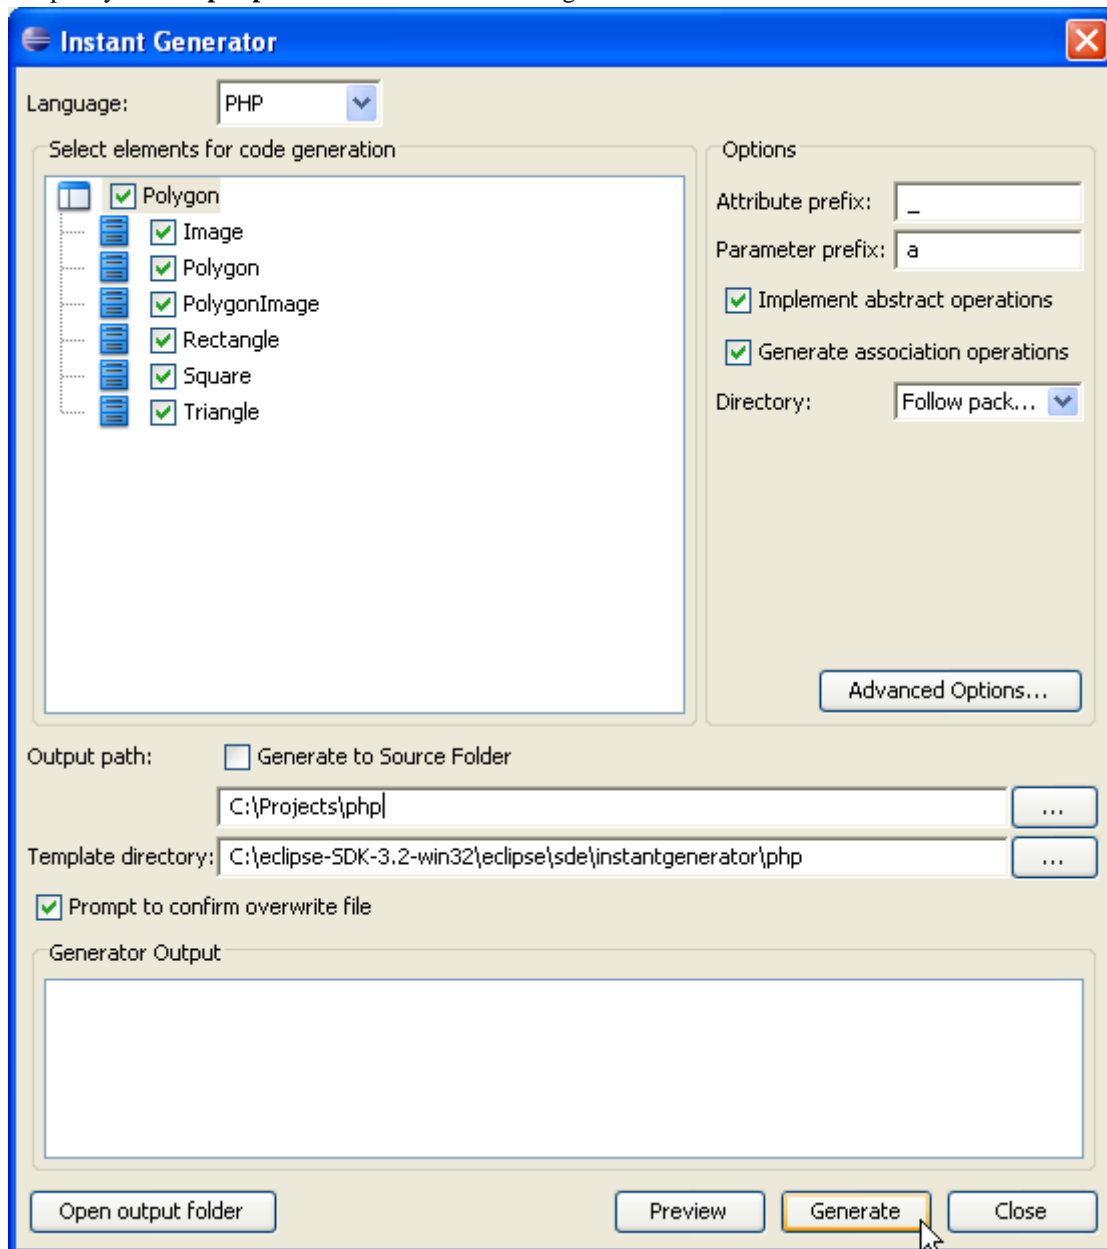 Instant Generator
Language: PHP
Select elements for code generation
Polygon
Image
Polygon
PolygonImage
Rectangle
Square
Triangle
Options
Attribute prefix: _
Parameter prefix: a
Implement abstract operations
Generate association operations
Directory: Follow pack...
Advanced Options...
Output path: Generate to Source Folder
C:\Projects\php ...
Template directory: C:\eclipse-SDK-3.2-win32\eclipse\sde\instantgenerator\php ...
Prompt to confirm overwrite file
Generator Output
Open output folder Preview Generate Close